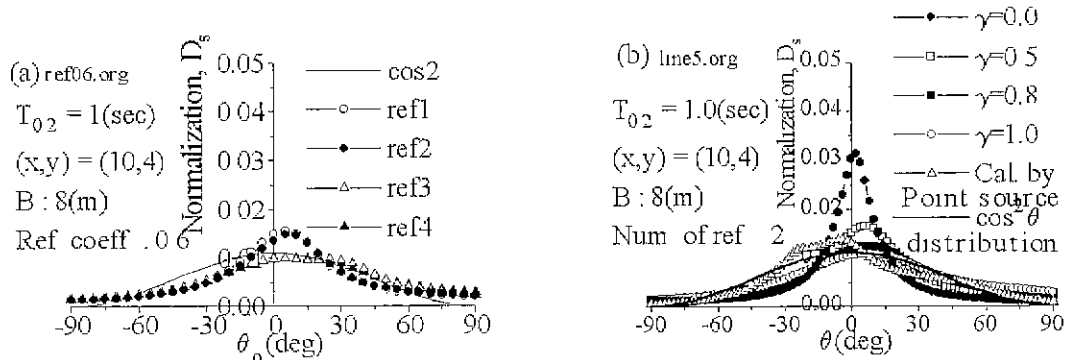 (a) ref06.org
T02 = 1(sec)
(x,y) = (10,4)
B : 8(m)
Ref coeff .0 6
Normalization, Ds
0.05
0.04
0.03
0.02
0.01
0.00
-90
-60
-30
0
30
60
90
θ0 (deg)
cos2
ref1
ref2
ref3
ref4
(b) line5.org
T02 = 1.0(sec)
(x,y) = (10,4)
B : 8(m)
Num of ref 2
Normalization, Ds
0.05
0.04
0.03
0.02
0.01
0.00
-90
-60
-30
0
30
60
90
θ(deg)
γ=0.0
γ=0 5
γ=0.8
γ=1.0
Cal. by
Point source
cos²θ
distribution